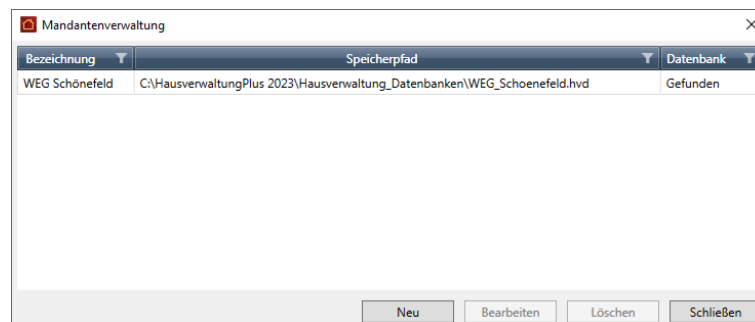 Mandantenverwaltung
Bezeichnung Speicherpfad Datenbank
WEG Schönefeld C:\HausverwaltungPlus 2023\Hausverwaltung_Datenbanken\WEG_Schoenefeld.hvd Gefunden
Neu Bearbeiten Löschen Schließen